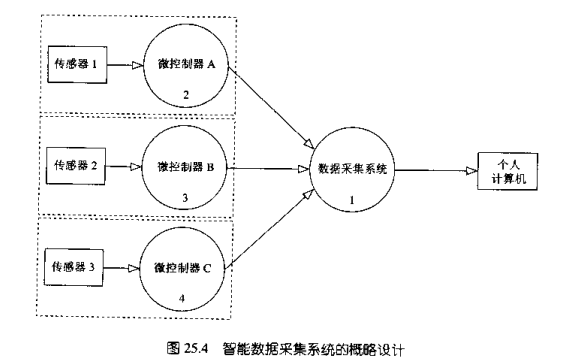 传感器 1
微控制器 A
2
传感器 2
微控制器 B
3
传感器 3
微控制器 C
4
数据采集系统
1
个人
计算机
图 25.4 智能数据采集系统的概略设计